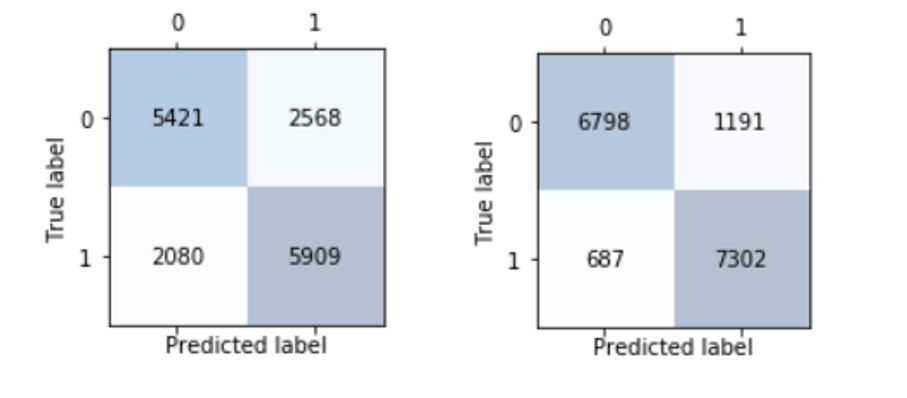 0 1
0 5421 2568
True label
1 2080 5909
Predicted label
0 1
0 6798 1191
True label
1 687 7302
Predicted label